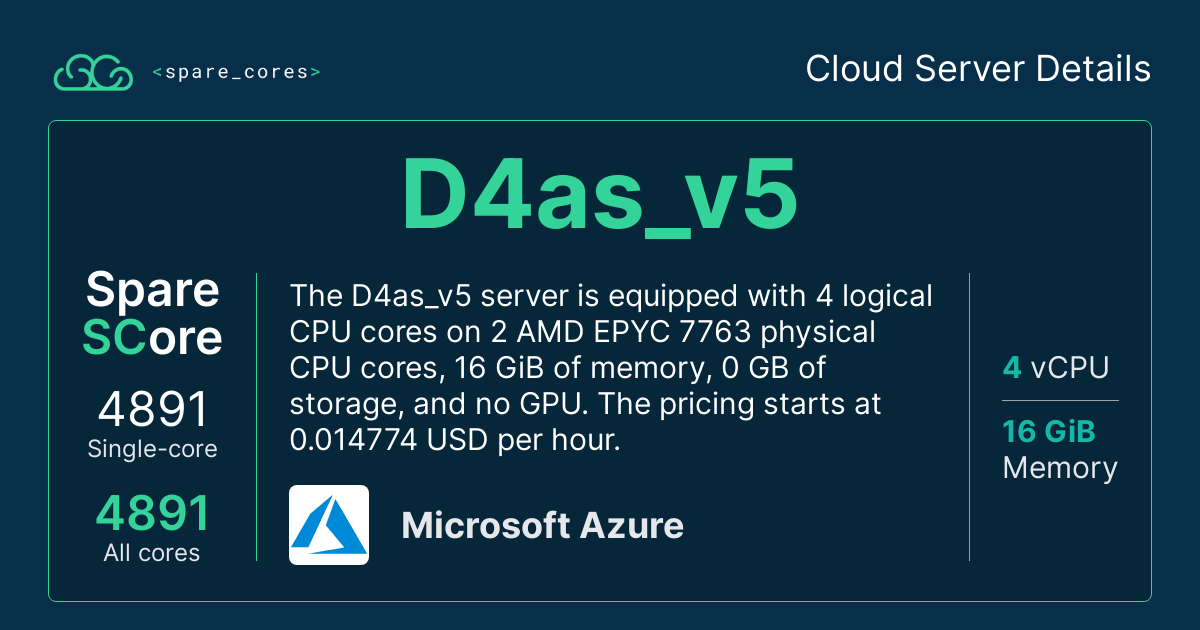 <spare_cores>
Cloud Server Details
D4as_v5
Spare
SCore
4891
Single-core
4891
All cores
The D4as_v5 server is equipped with 4 logical
CPU cores on 2 AMD EPYC 7763 physical
CPU cores, 16 GiB of memory, 0 GB of
storage, and no GPU. The pricing starts at
0.014774 USD per hour.
Microsoft Azure
4 vCPU
16 GiB
Memory